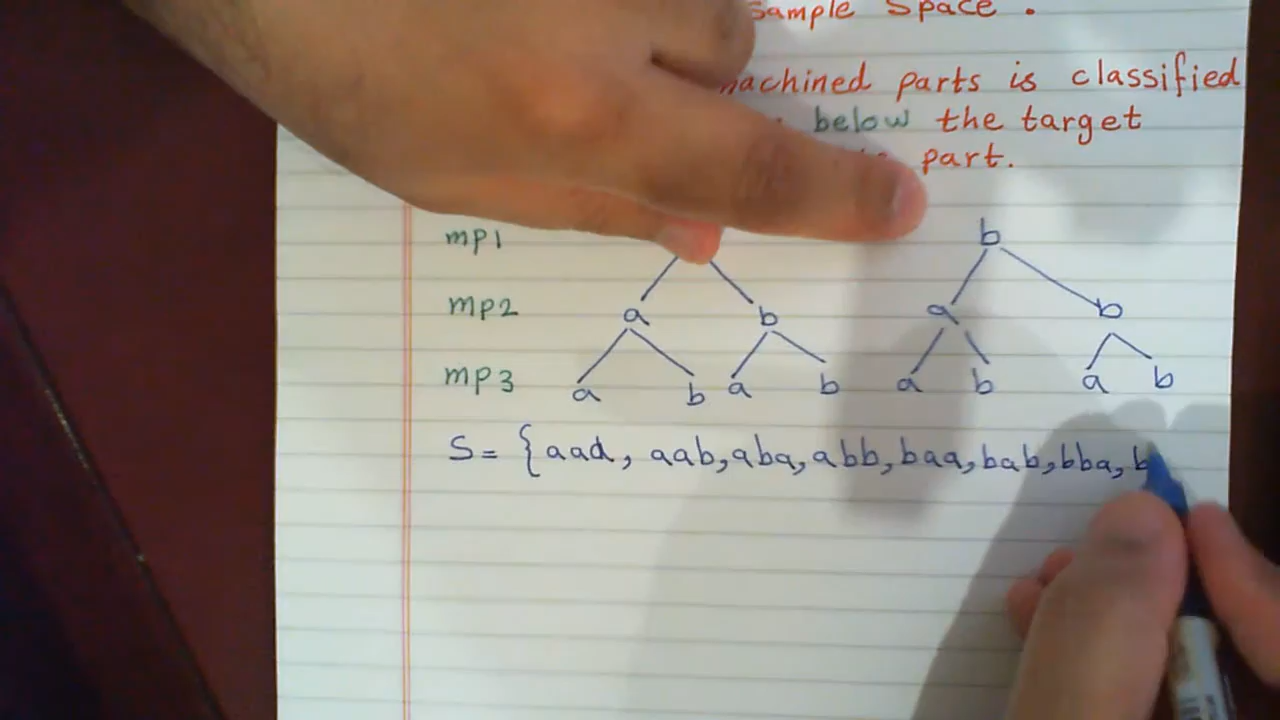 Sample Space .
machined parts is classified
below the target
part.
mp1 b
mp2 a b a b
mp3 a b a b a b a b
S = { aaa, aab, aba, abb, baa, bab, bba, b